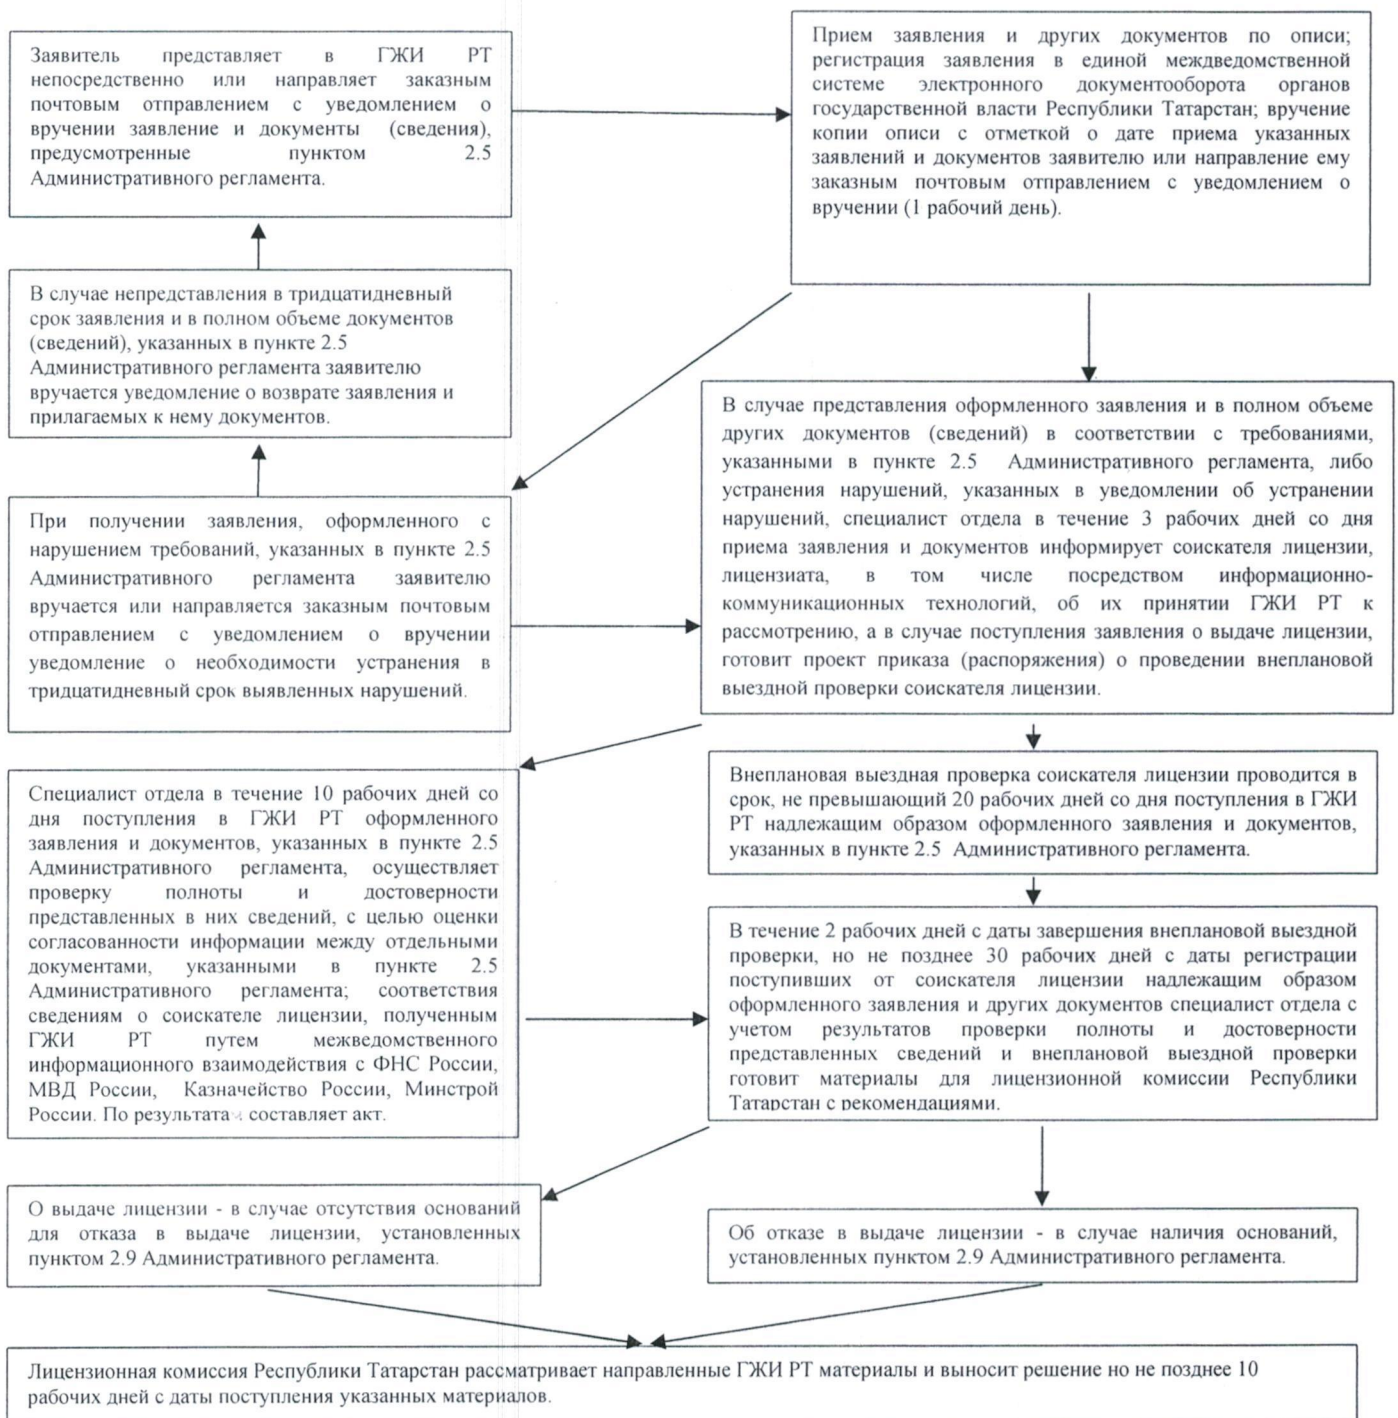 Заявитель представляет в ГЖИ РТ
непосредственно или направляет заказным
почтовым отправлением с уведомлением о
вручении заявление и документы (сведения),
предусмотренные пунктом 2.5
Административного регламента.
Прием заявления и других документов по описи;
регистрация заявления в единой междведомственной
системе электронного документооборота органов
государственной власти Республики Татарстан; вручение
копии описи с отметкой о дате приема указанных
заявлений и документов заявителю или направление ему
заказным почтовым отправлением с уведомлением о
вручении (1 рабочий день).
В случае непредставления в тридцатидневный
срок заявления и в полном объеме документов
(сведений), указанных в пункте 2.5
Административного регламента заявителю
вручается уведомление о возврате заявления и
прилагаемых к нему документов.
В случае представления оформленного заявления и в полном объеме
других документов (сведений) в соответствии с требованиями,
указанными в пункте 2.5 Административного регламента, либо
устранения нарушений, указанных в уведомлении об устранении
нарушений, специалист отдела в течение 3 рабочих дней со дня
приема заявления и документов информирует соискателя лицензии,
лицензиата, в том числе посредством информационно-
коммуникационных технологий, об их принятии ГЖИ РТ к
рассмотрению, а в случае поступления заявления о выдаче лицензии,
готовит проект приказа (распоряжения) о проведении внеплановой
выездной проверки соискателя лицензии.
При получении заявления, оформленного с
нарушением требований, указанных в пункте 2.5
Административного регламента заявителю
вручается или направляется заказным почтовым
отправлением с уведомлением о вручении
уведомление о необходимости устранения в
тридцатидневный срок выявленных нарушений.
Внеплановая выездная проверка соискателя лицензии проводится в
срок, не превышающий 20 рабочих дней со дня поступления в ГЖИ
РТ надлежащим образом оформленного заявления и документов,
указанных в пункте 2.5 Административного регламента.
Специалист отдела в течение 10 рабочих дней со
дня поступления в ГЖИ РТ оформленного
заявления и документов, указанных в пункте 2.5
Административного регламента, осуществляет
проверку полноты и достоверности
представленных в них сведений, с целью оценки
согласованности информации между отдельными
документами, указанными в пункте 2.5
Административного регламента; соответствия
сведениям о соискателе лицензии, полученным
ГЖИ РТ путем межведомственного
информационного взаимодействия с ФНС России,
МВД России, Казначейство России, Минстрой
России. По составляет акт.
В течение 2 рабочих дней с даты завершения внеплановой выездной
проверки, но не позднее 30 рабочих дней с даты регистрации
поступивших от соискателя лицензии надлежащим образом
оформленного заявления и других документов специалист отдела с
учетом результатов проверки полноты и достоверности
представленных сведений и внеплановой выездной проверки
готовит материалы для лицензионной комиссии Республики
Татарстан с рекомендациями.
О выдаче лицензии - в случае отсутствия оснований
для отказа в выдаче лицензии, установленных
пунктом 2.9 Административного регламента.
Об отказе в выдаче лицензии - в случае наличия оснований,
установленных пунктом 2.9 Административного регламента.
Лицензионная комиссия Республики Татарстан рассматривает направленные ГЖИ РТ материалы и выносит решение но не позднее 10
рабочих дней с даты поступления указанных материалов.